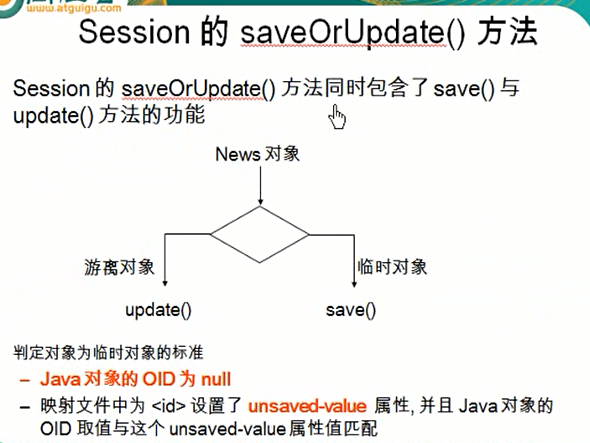 www.atguigu.com
Session 的 saveOrUpdate() 方法
Session 的 saveOrUpdate() 方法同时包含了 save() 与
update() 方法的功能
News 对象
游离对象
临时对象
update()
save()
判定对象为临时对象的标准
– Java 对象的 OID 为 null
– 映射文件中为 <id> 设置了 unsaved-value 属性, 并且 Java 对象的
OID 取值与这个 unsaved-value 属性值匹配